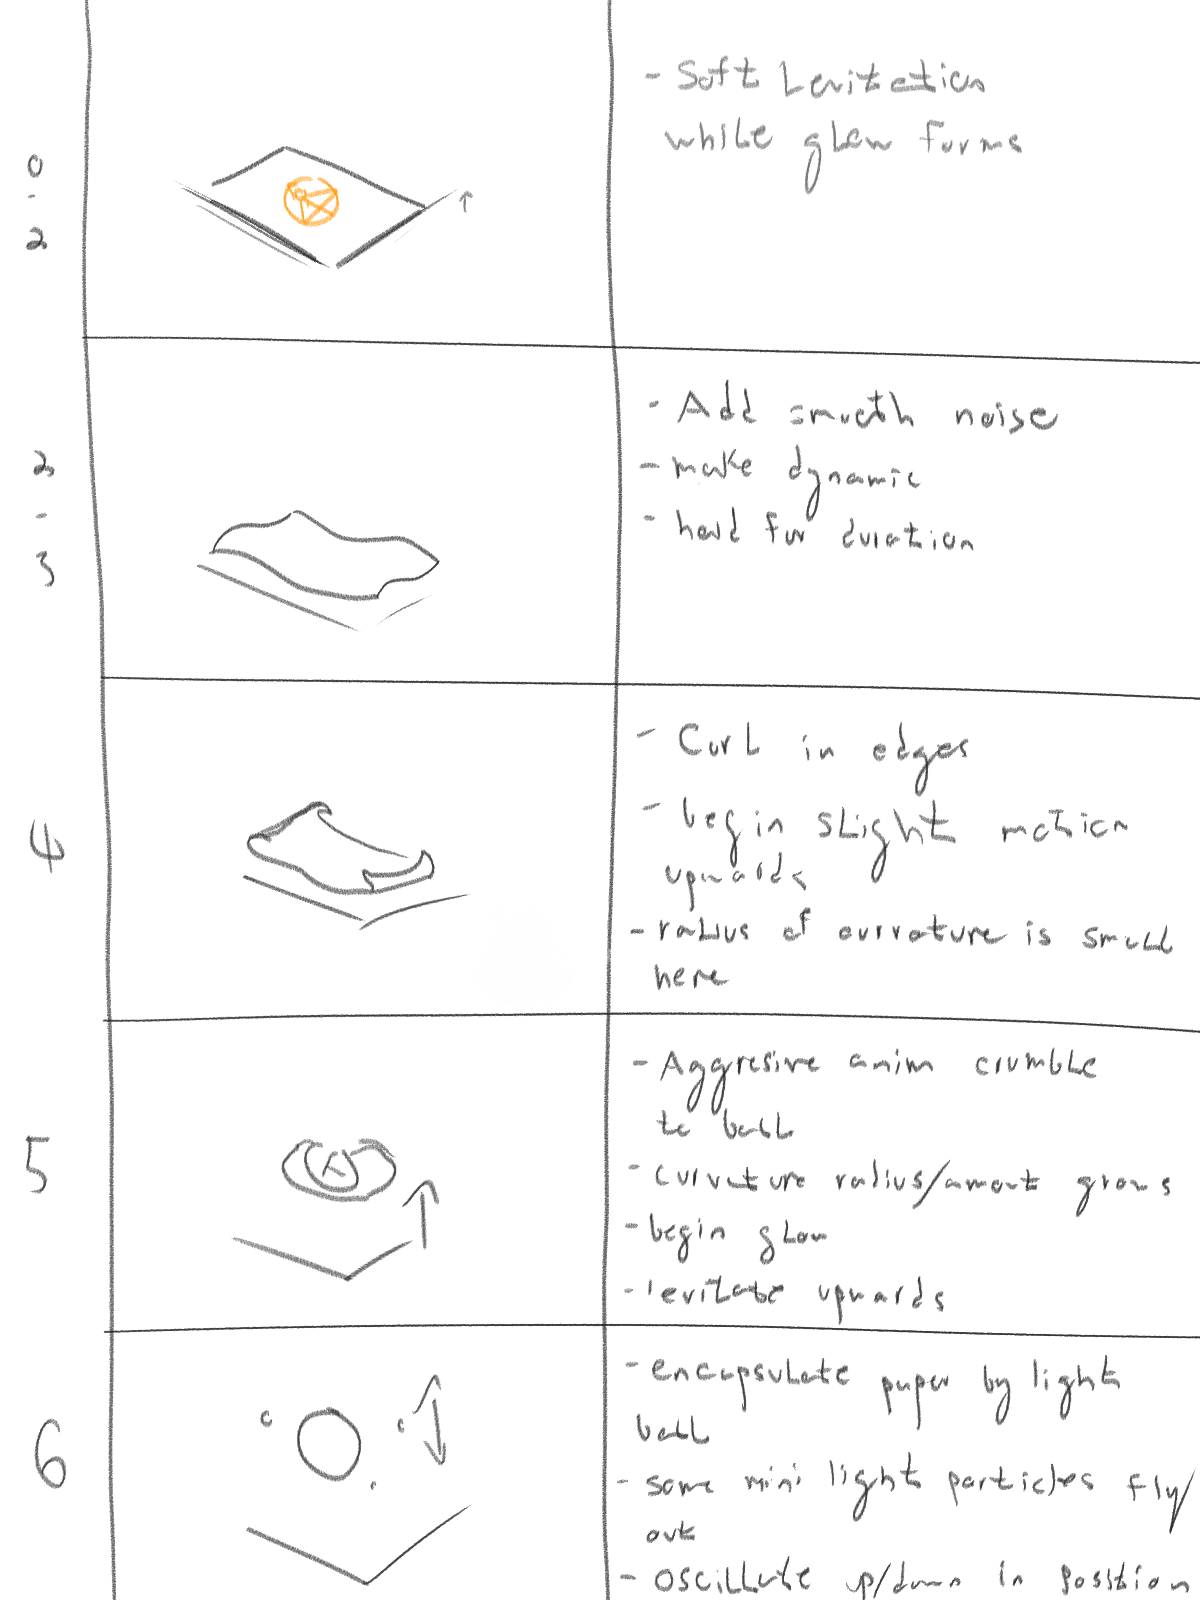 0
-
2
- Soft Levitation
while glow forms
2
-
3
- Add smooth noise
- make dynamic
- hold for duration
4
- Curl in edges
- begin slight motion
upwards
- radius of curvature is small
here
5
- Aggresive anim crumble
to ball
- curvature radius/amount grows
- begin glow
- levitate upwards
6
- encapsulate paper by light
ball
- some mini light particles fly/
out
- oscillate up/down in position